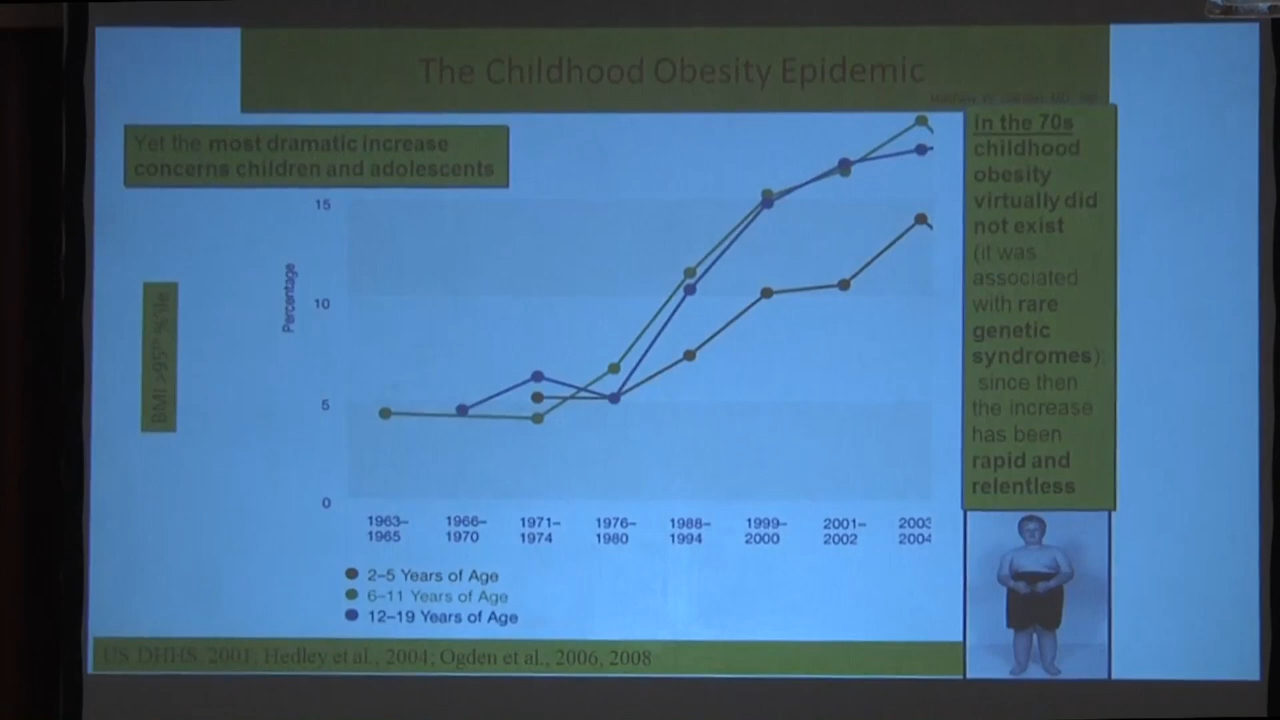 The Childhood Obesity Epidemic
Yet the most dramatic increase
concerns children and adolescents
In the 70s
childhood
obesity
virtually did
not exist
(it was
associated
with rare
genetic
syndromes);
since then
the increase
has been
rapid and
relentless
BMI >95th %'ile
Percentage
15
10
5
0
1963– 1966– 1971– 1976– 1988– 1999– 2001– 2003
1965 1970 1974 1980 1994 2000 2002 2004
2–5 Years of Age
6–11 Years of Age
12–19 Years of Age
US DHHS, 2001; Hedley et al., 2004; Ogden et al., 2006, 2008